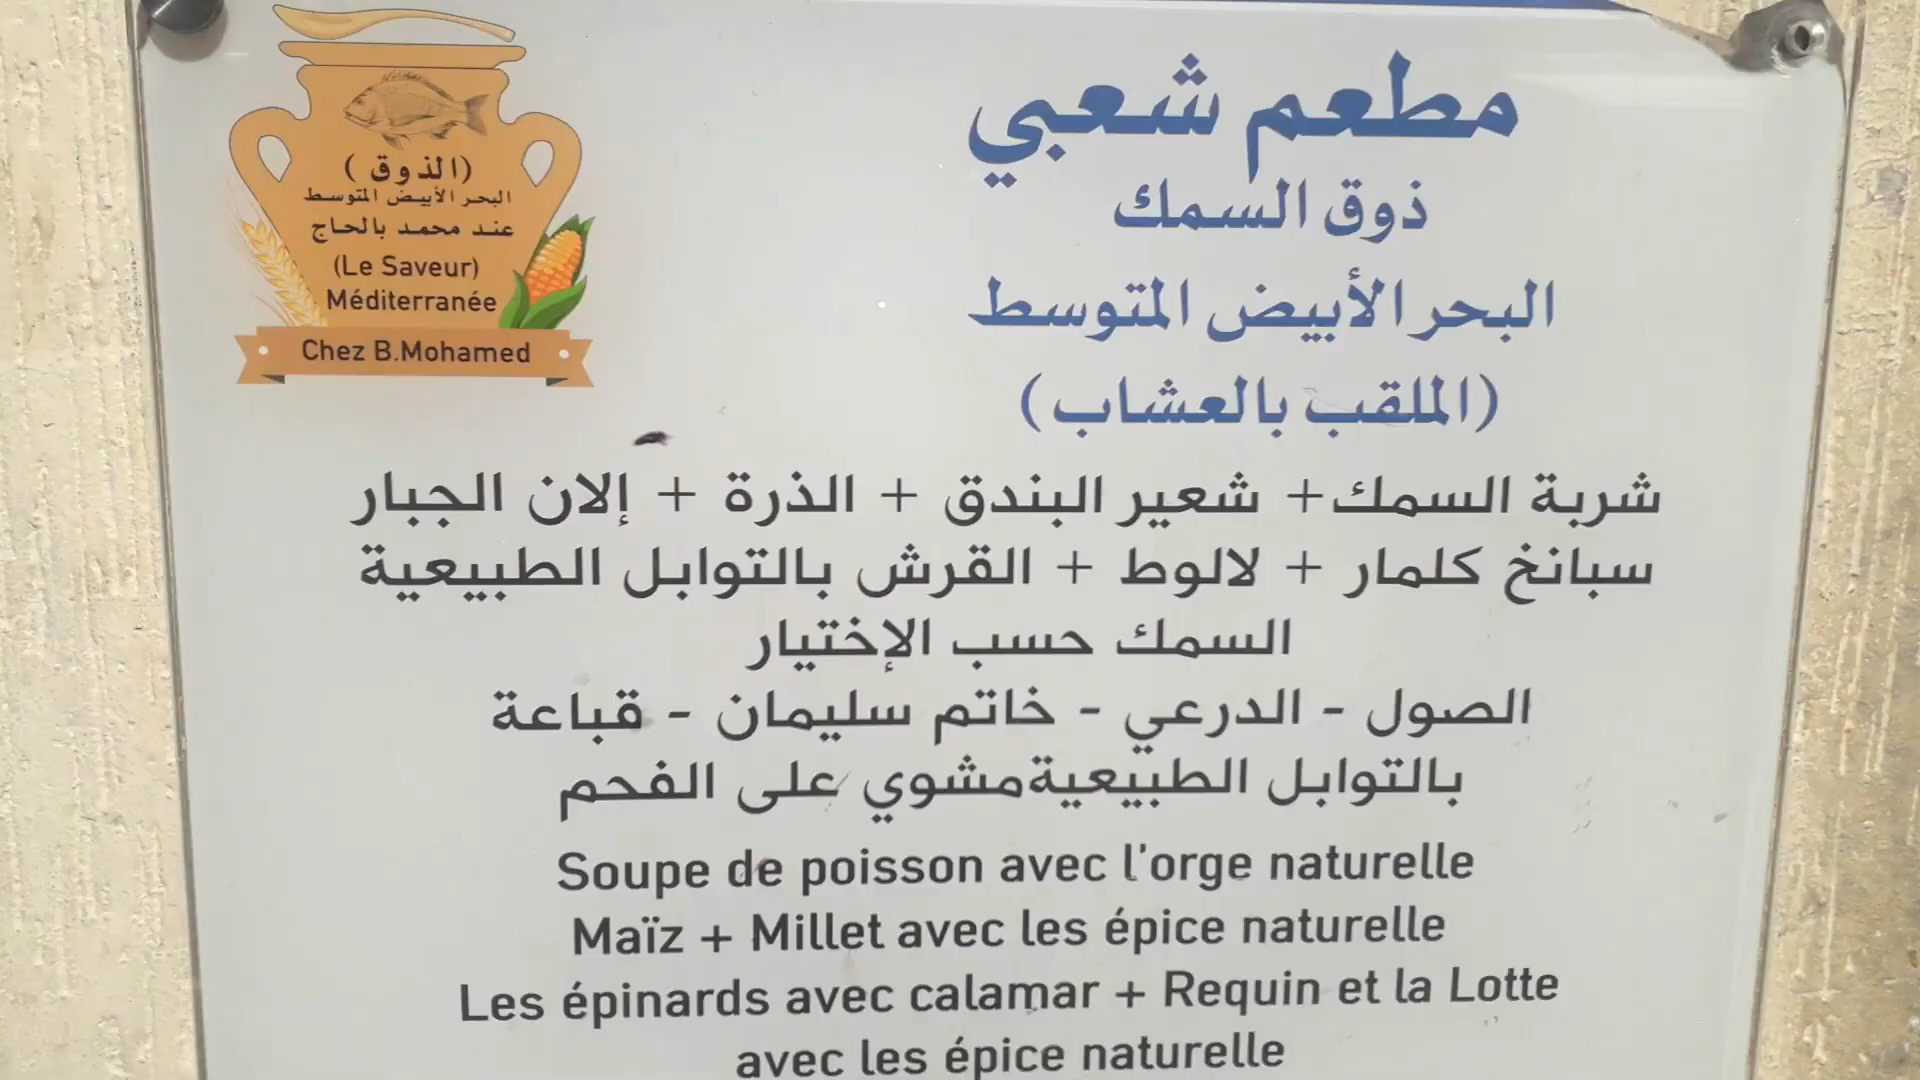 (الذوق)
البحر الأبيض المتوسط
عند محمد بالحاج
(Le Saveur)
Méditerranée
Chez B.Mohamed
مطعم شعبي
ذوق السمك
البحر الأبيض المتوسط
(الملقب بالعشاب)
شربة السمك+ شعير البندق + الذرة + إلان الجبار
سبانخ كلمار + لالوط + القرش بالتوابل الطبيعية
السمك حسب الإختيار
الصول - الدرعي - خاتم سليمان - قباعة
بالتوابل الطبيعيةمشوي على الفحم
Soupe de poisson avec l'orge naturelle
Maïz + Millet avec les épice naturelle
Les épinards avec calamar + Requin et la Lotte
avec les épice naturelle